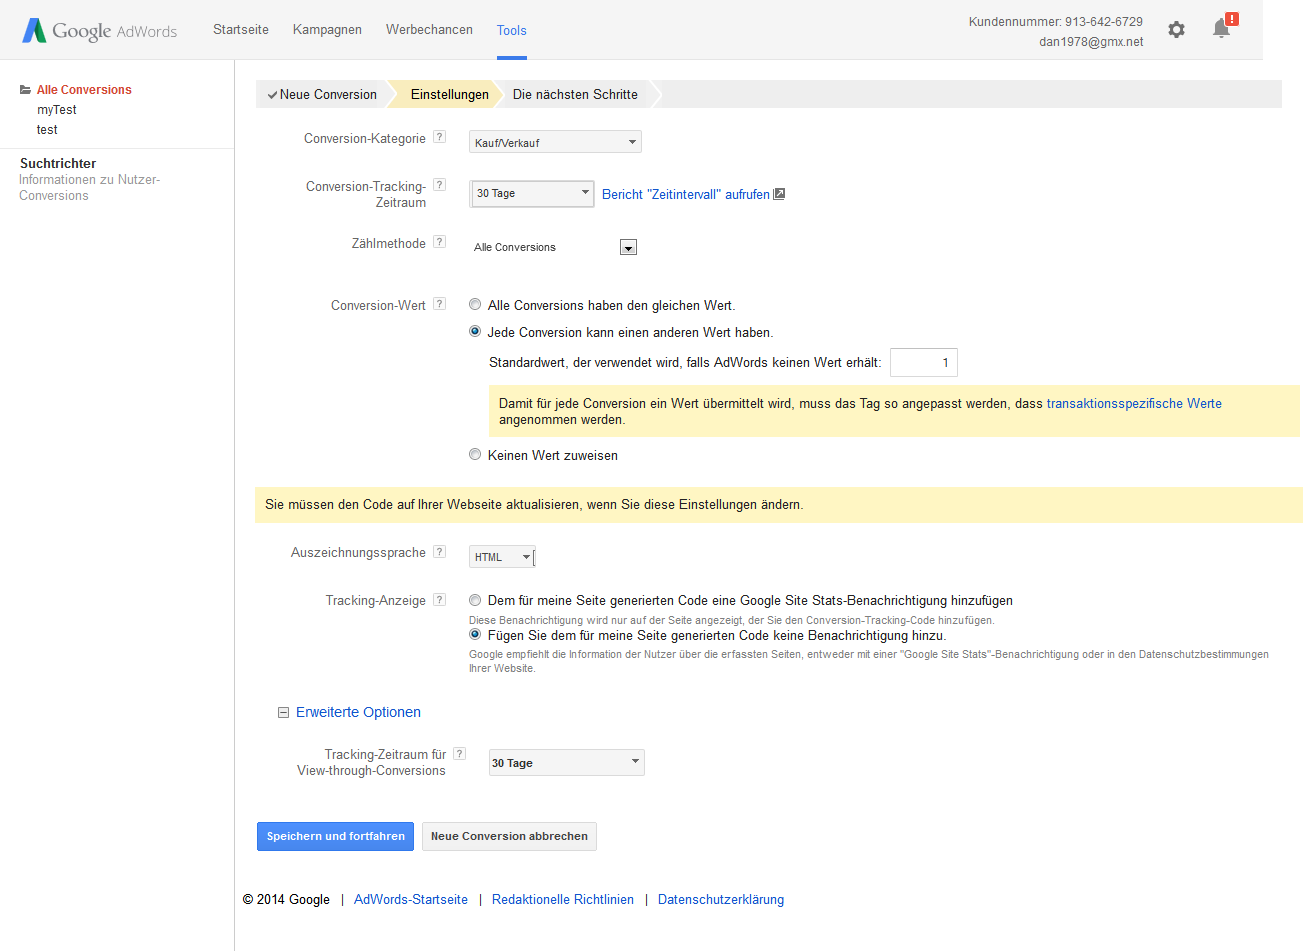 Google AdWords
Startseite Kampagnen Werbechancen Tools
Kundennummer: 913-642-6729
dan1978@gmx.net
!
Alle Conversions
myTest
test
Suchtrichter
Informationen zu Nutzer-
Conversions
Neue Conversion Einstellungen Die nächsten Schritte
Conversion-Kategorie ? Kauf/Verkauf
Conversion-Tracking-
Zeitraum ? 30 Tage Bericht "Zeitintervall" aufrufen
Zählmethode ? Alle Conversions
Conversion-Wert ? Alle Conversions haben den gleichen Wert.
Jede Conversion kann einen anderen Wert haben.
Standardwert, der verwendet wird, falls AdWords keinen Wert erhält: 1
Damit für jede Conversion ein Wert übermittelt wird, muss das Tag so angepasst werden, dass transaktionsspezifische Werte
angenommen werden.
Keinen Wert zuweisen
Sie müssen den Code auf Ihrer Webseite aktualisieren, wenn Sie diese Einstellungen ändern.
Auszeichnungssprache ? HTML
Tracking-Anzeige ? Dem für meine Seite generierten Code eine Google Site Stats-Benachrichtigung hinzufügen
Diese Benachrichtigung wird nur auf der Seite angezeigt, der Sie den Conversion-Tracking-Code hinzufügen.
Fügen Sie dem für meine Seite generierten Code keine Benachrichtigung hinzu.
Google empfiehlt die Information der Nutzer über die erfassten Seiten, entweder mit einer "Google Site Stats"-Benachrichtigung oder in den Datenschutzbestimmungen
Ihrer Website.
Erweiterte Optionen
Tracking-Zeitraum für ?
View-through-Conversions 30 Tage
Speichern und fortfahren Neue Conversion abbrechen
© 2014 Google | AdWords-Startseite | Redaktionelle Richtlinien | Datenschutzerklärung